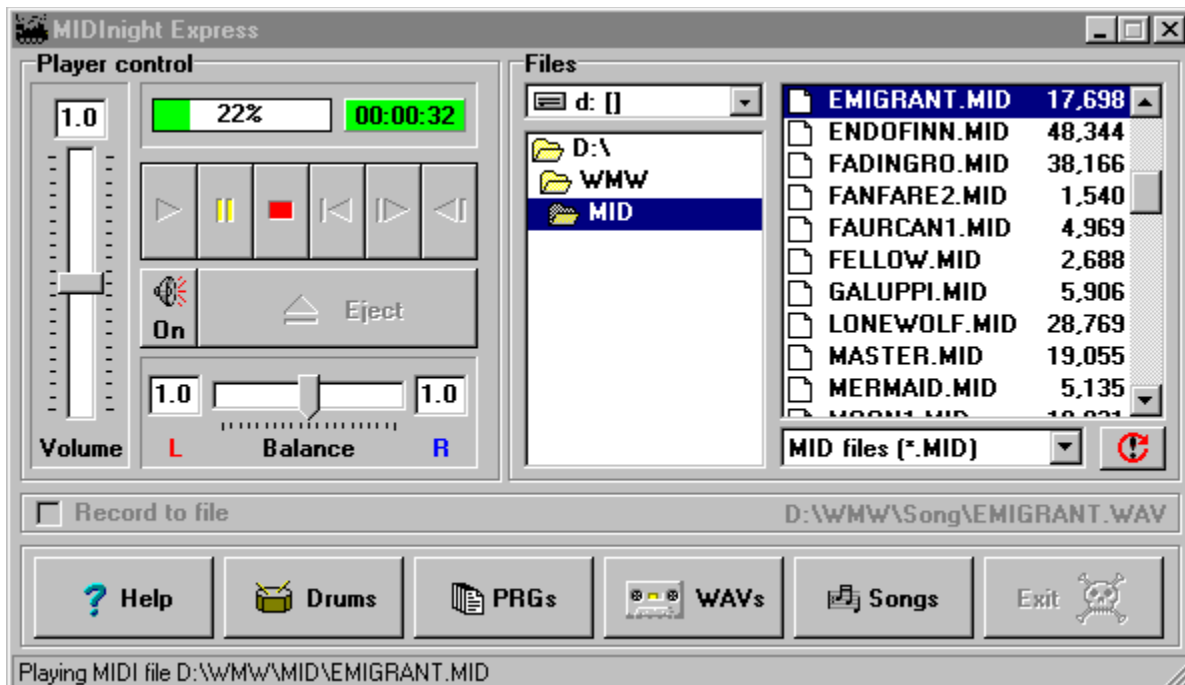 MIDInight Express
Player control
1.0
22%
00:00:32
On
Eject
1.0
1.0
Volume
L
Balance
R
Files
d: []
D:\
WMW
MID
EMIGRANT.MID 17,698
ENDOFINN.MID 48,344
FADINGRO.MID 38,166
FANFARE2.MID 1,540
FAURCAN1.MID 4,969
FELLOW.MID 2,688
GALUPPI.MID 5,906
LONEWOLF.MID 28,769
MASTER.MID 19,055
MERMAID.MID 5,135
MID files (*.MID)
Record to file
D:\WMW\Song\EMIGRANT.WAV
Help
Drums
PRGs
WAVs
Songs
Exit
Playing MIDI file D:\WMW\MID\EMIGRANT.MID